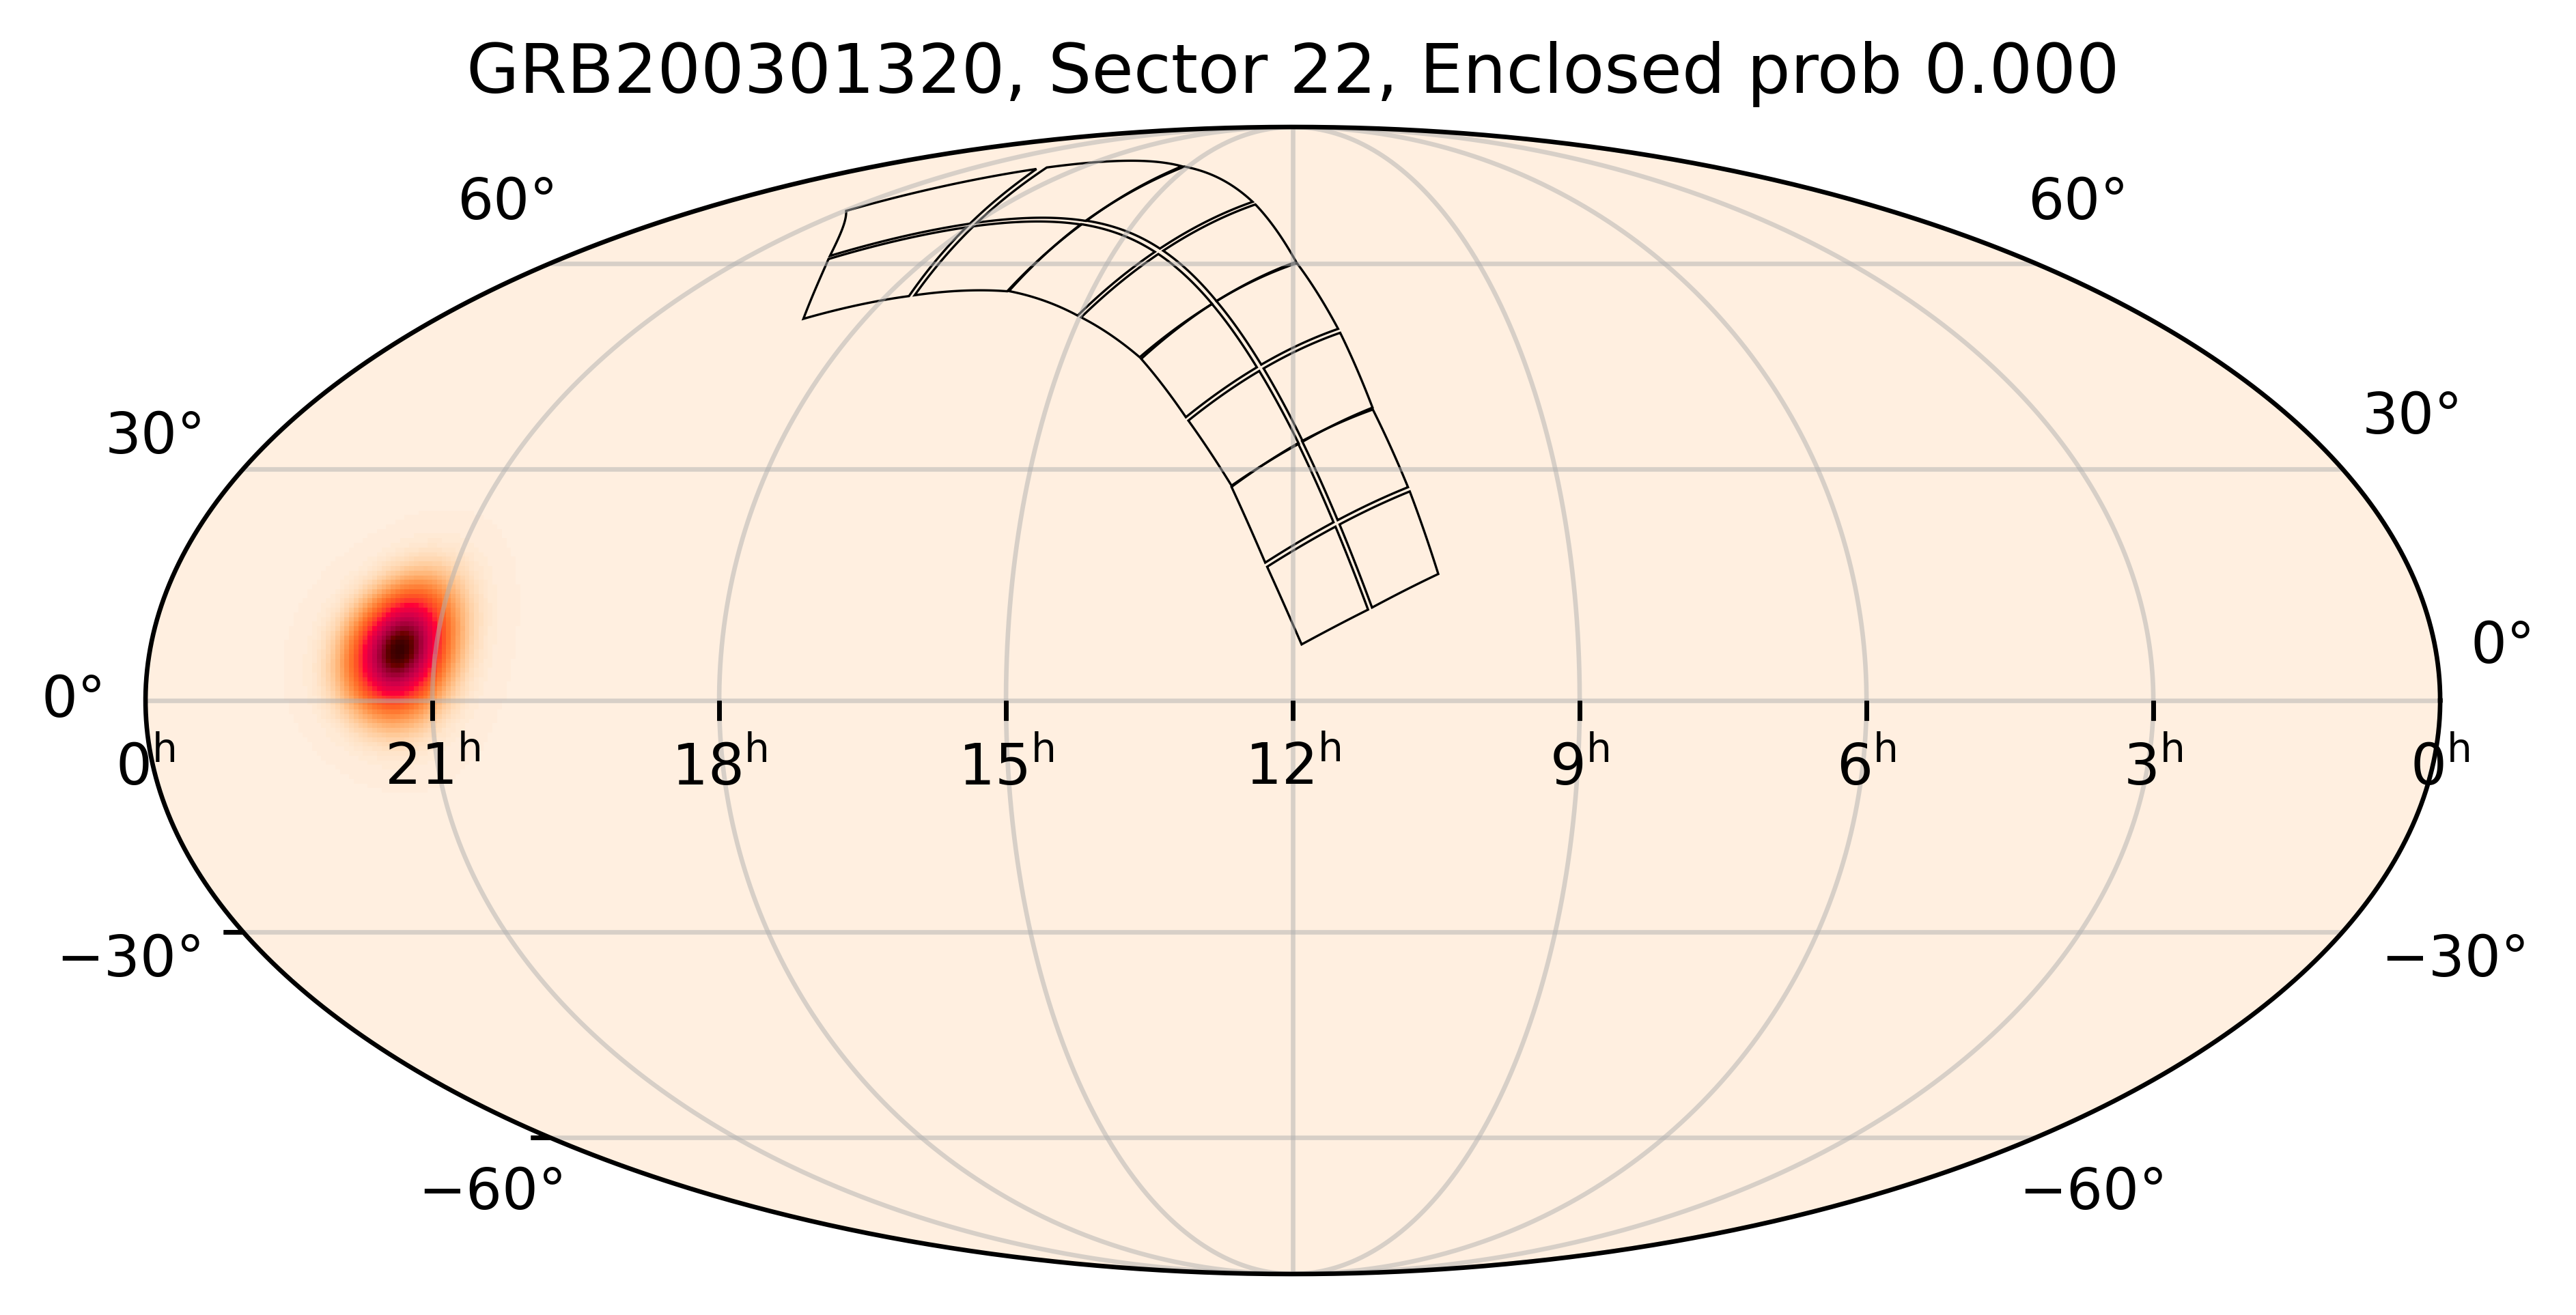 GRB200301320, Sector 22, Enclosed prob 0.000
60° 60°
30° 30°
0° 0°
0ʰ 21ʰ 18ʰ 15ʰ 12ʰ 9ʰ 6ʰ 3ʰ 0ʰ
−30° −30°
−60° −60°